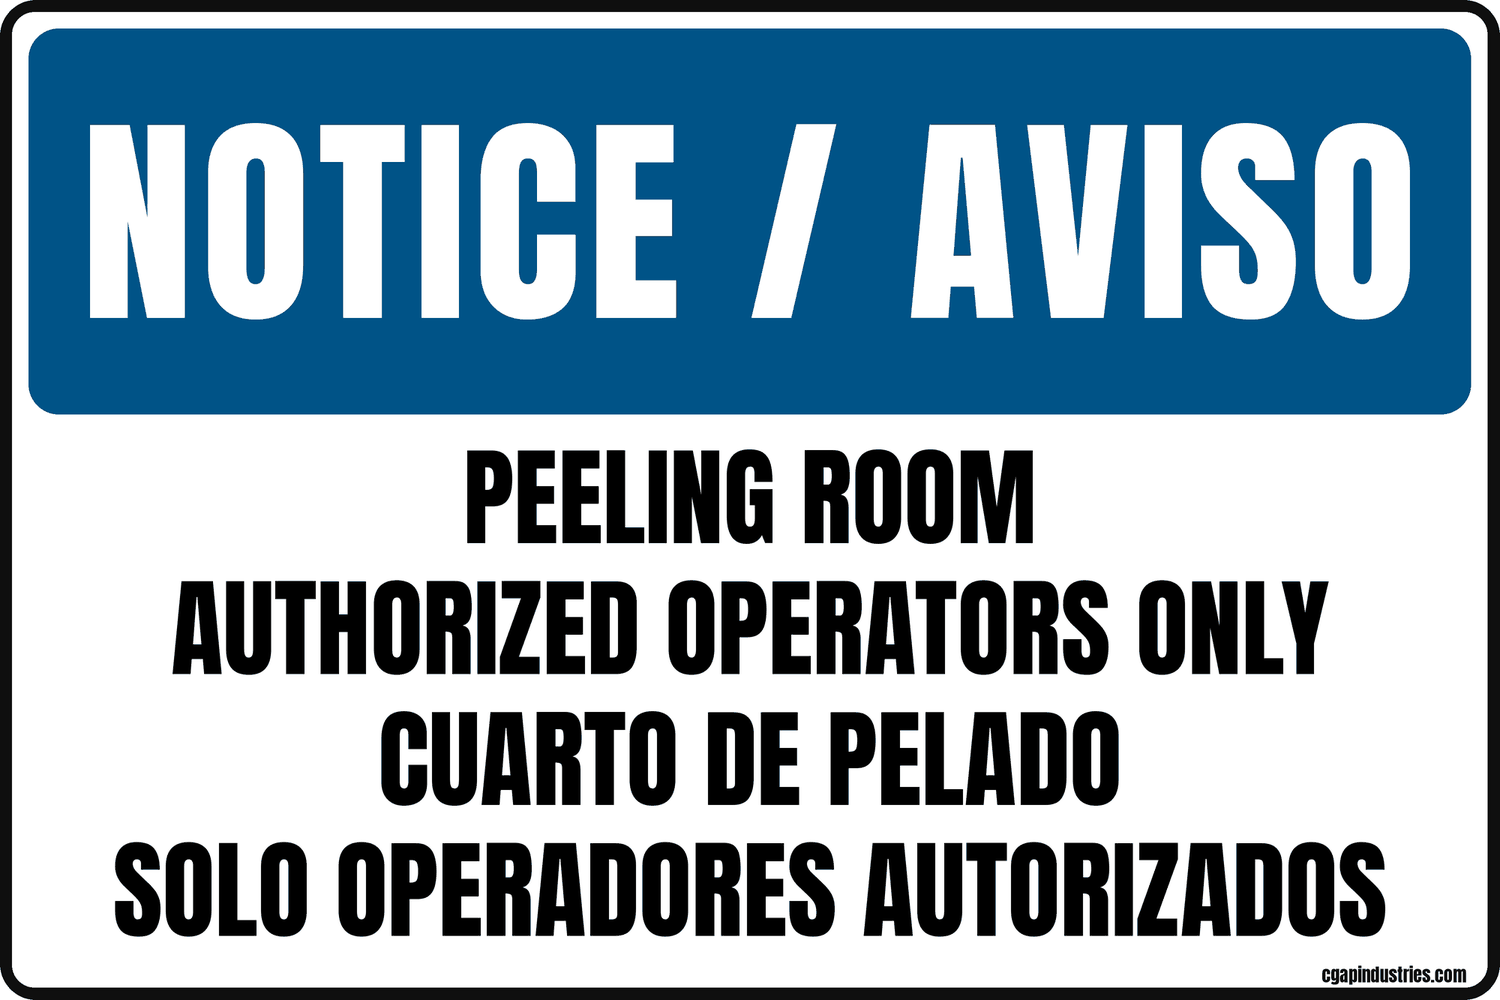 NOTICE / AVISO
PEELING ROOM
AUTHORIZED OPERATORS ONLY
CUARTO DE PELADO
SOLO OPERADORES AUTORIZADOS
cgapindustries.com